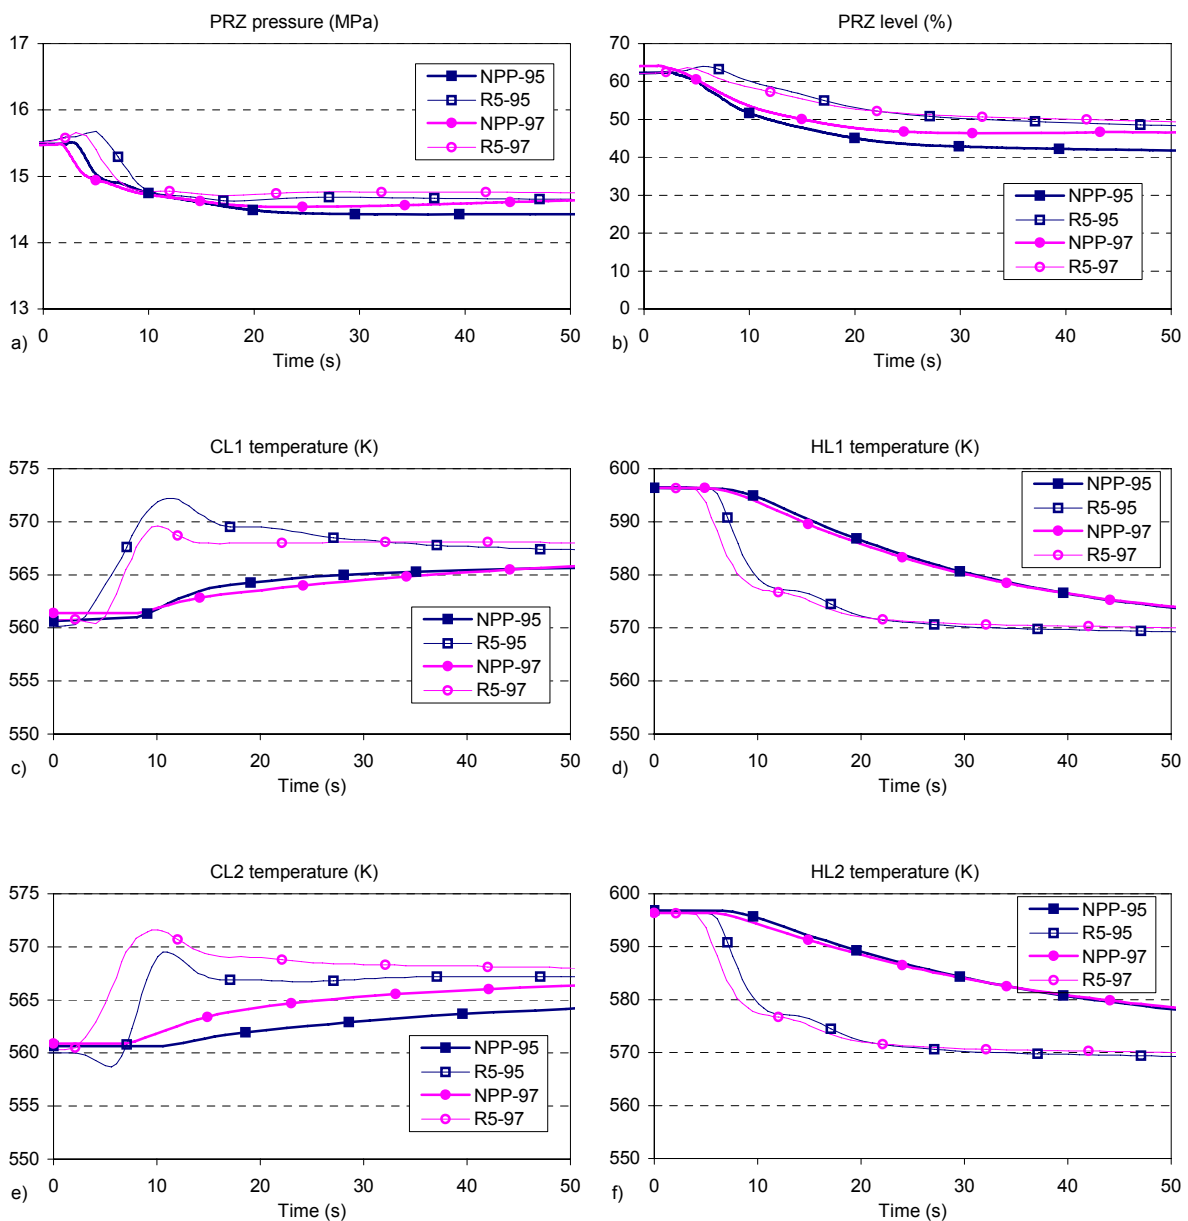 PRZ pressure (MPa)
17
16
15
14
13
0 10 20 30 40 50
Time (s)
a)
NPP-95
R5-95
NPP-97
R5-97
PRZ level (%)
70
60
50
40
30
20
10
0
0 10 20 30 40 50
Time (s)
b)
NPP-95
R5-95
NPP-97
R5-97
CL1 temperature (K)
575
570
565
560
555
550
0 10 20 30 40 50
Time (s)
c)
NPP-95
R5-95
NPP-97
R5-97
HL1 temperature (K)
600
590
580
570
560
550
0 10 20 30 40 50
Time (s)
d)
NPP-95
R5-95
NPP-97
R5-97
CL2 temperature (K)
575
570
565
560
555
550
0 10 20 30 40 50
Time (s)
e)
NPP-95
R5-95
NPP-97
R5-97
HL2 temperature (K)
600
590
580
570
560
550
0 10 20 30 40 50
Time (s)
f)
NPP-95
R5-95
NPP-97
R5-97